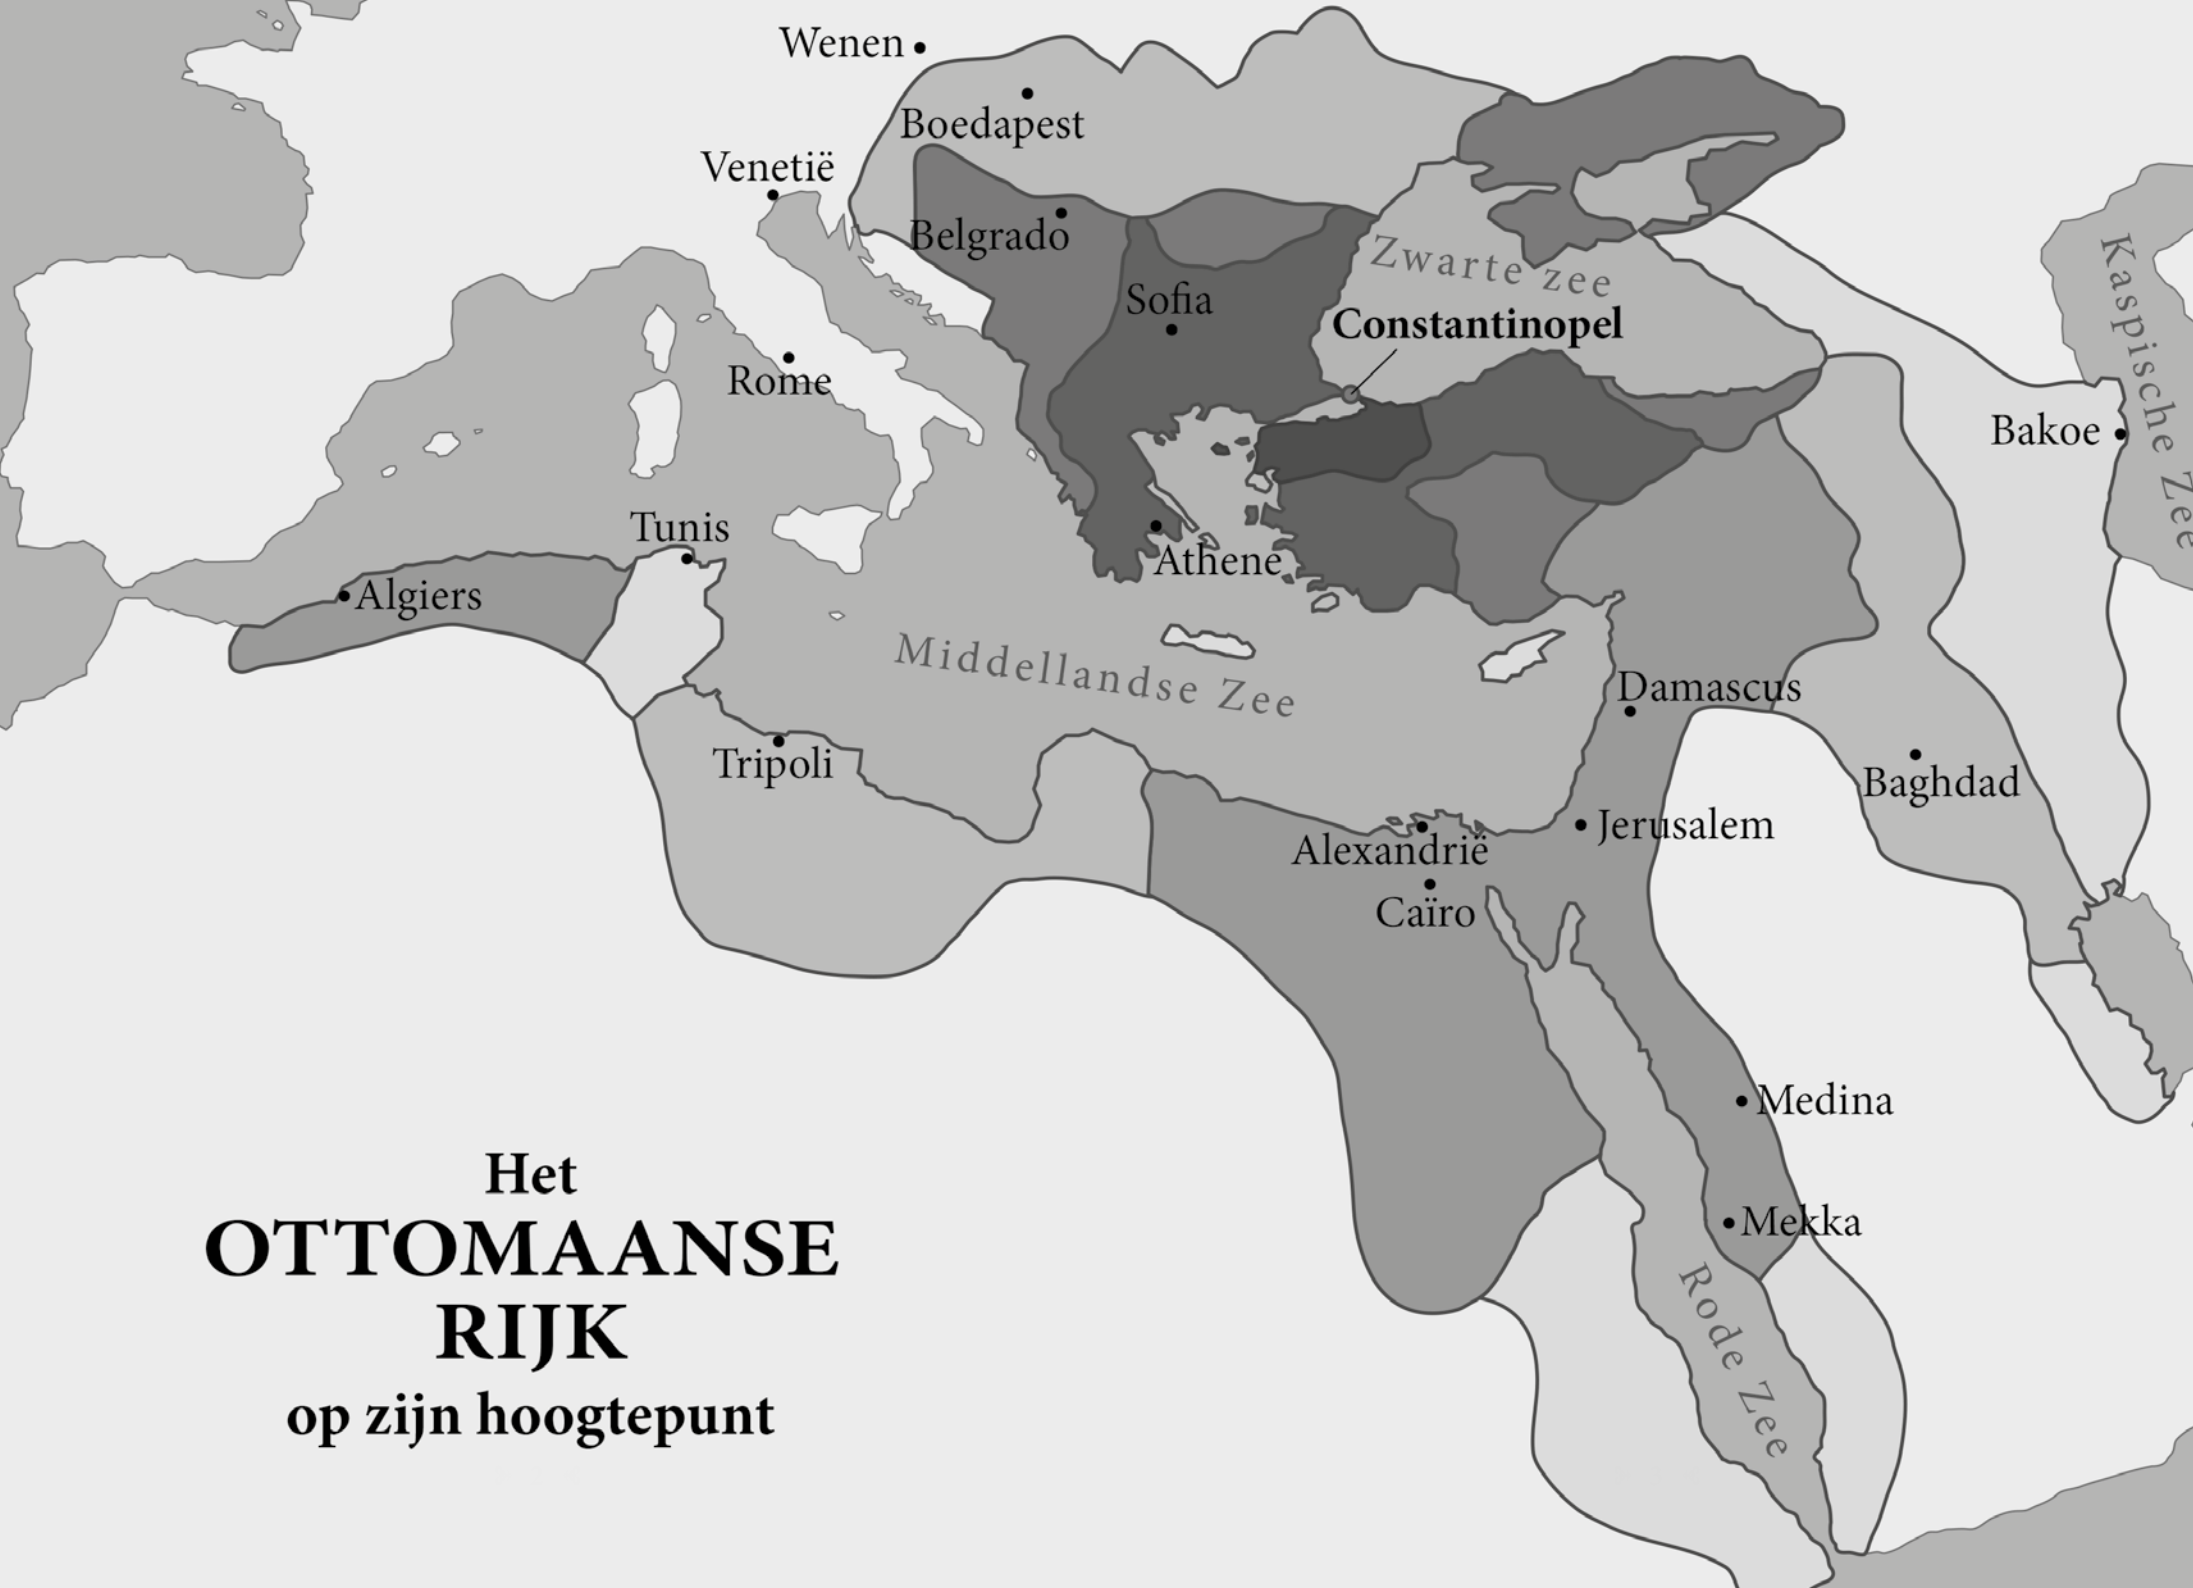 Wenen
Boedapest
Venetië
Belgrado
Zwarte zee
Kaspische Zee
Sofia
Constantinopel
Rome
Bakoe
Tunis
Athene
Algiers
Middellandse Zee
Damascus
Tripoli
Baghdad
Jerusalem
Alexandrië
Caïro
Medina
Mekka
Rode Zee
Het
OTTOMAANSE
RIJK
op zijn hoogtepunt